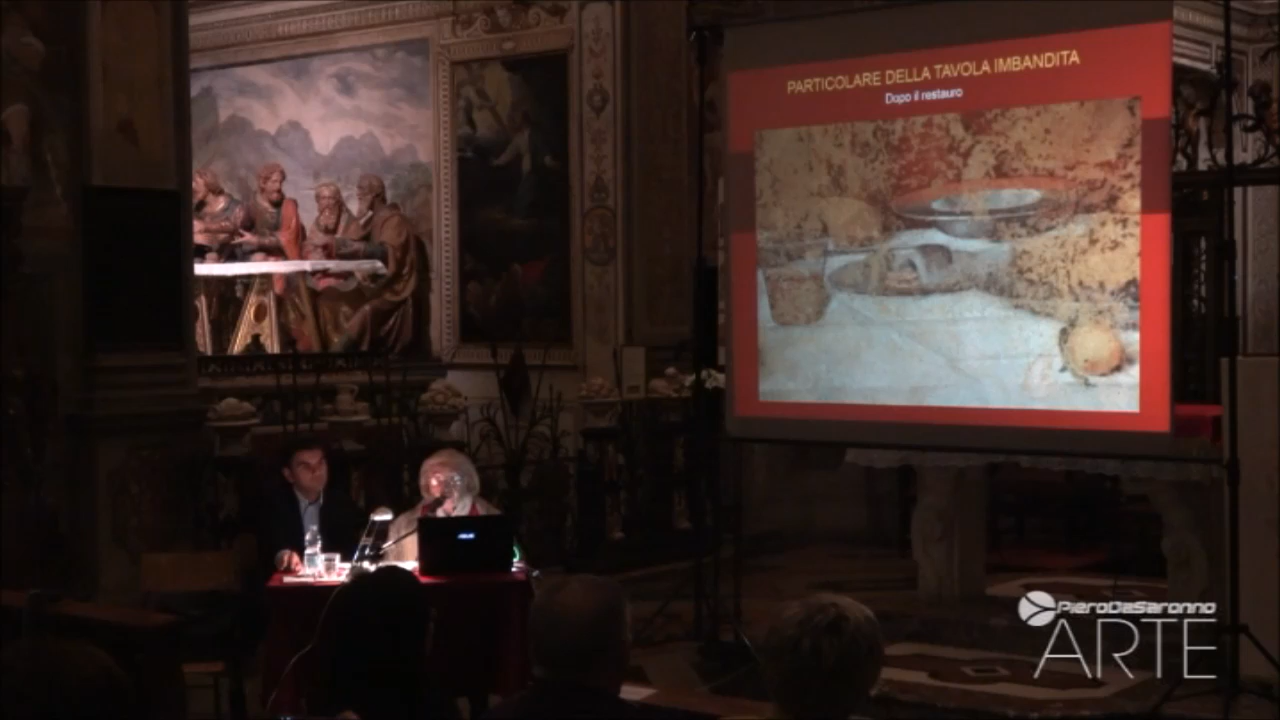 PARTICOLARE DELLA TAVOLA IMBANDITA
Dopo il restauro
PIERODASARONNO
ARTE